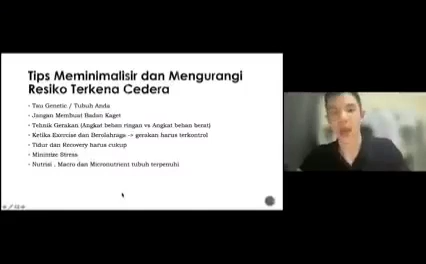 Tips Meminimalisir dan Mengurangi
Resiko Terkena Cedera
Tau Genetic / Tubuh Anda
Jangan Membuat Badan Kaget
Tehnik Gerakan (Angkat beban ringan vs Angkat beban berat)
Ketika Exercise dan Berolahraga -> gerakan harus terkontrol
Tidur dan Recovery harus cukup
Minimize Stress
Nutrisi , Macro dan Micronutrient tubuh terpenuhi